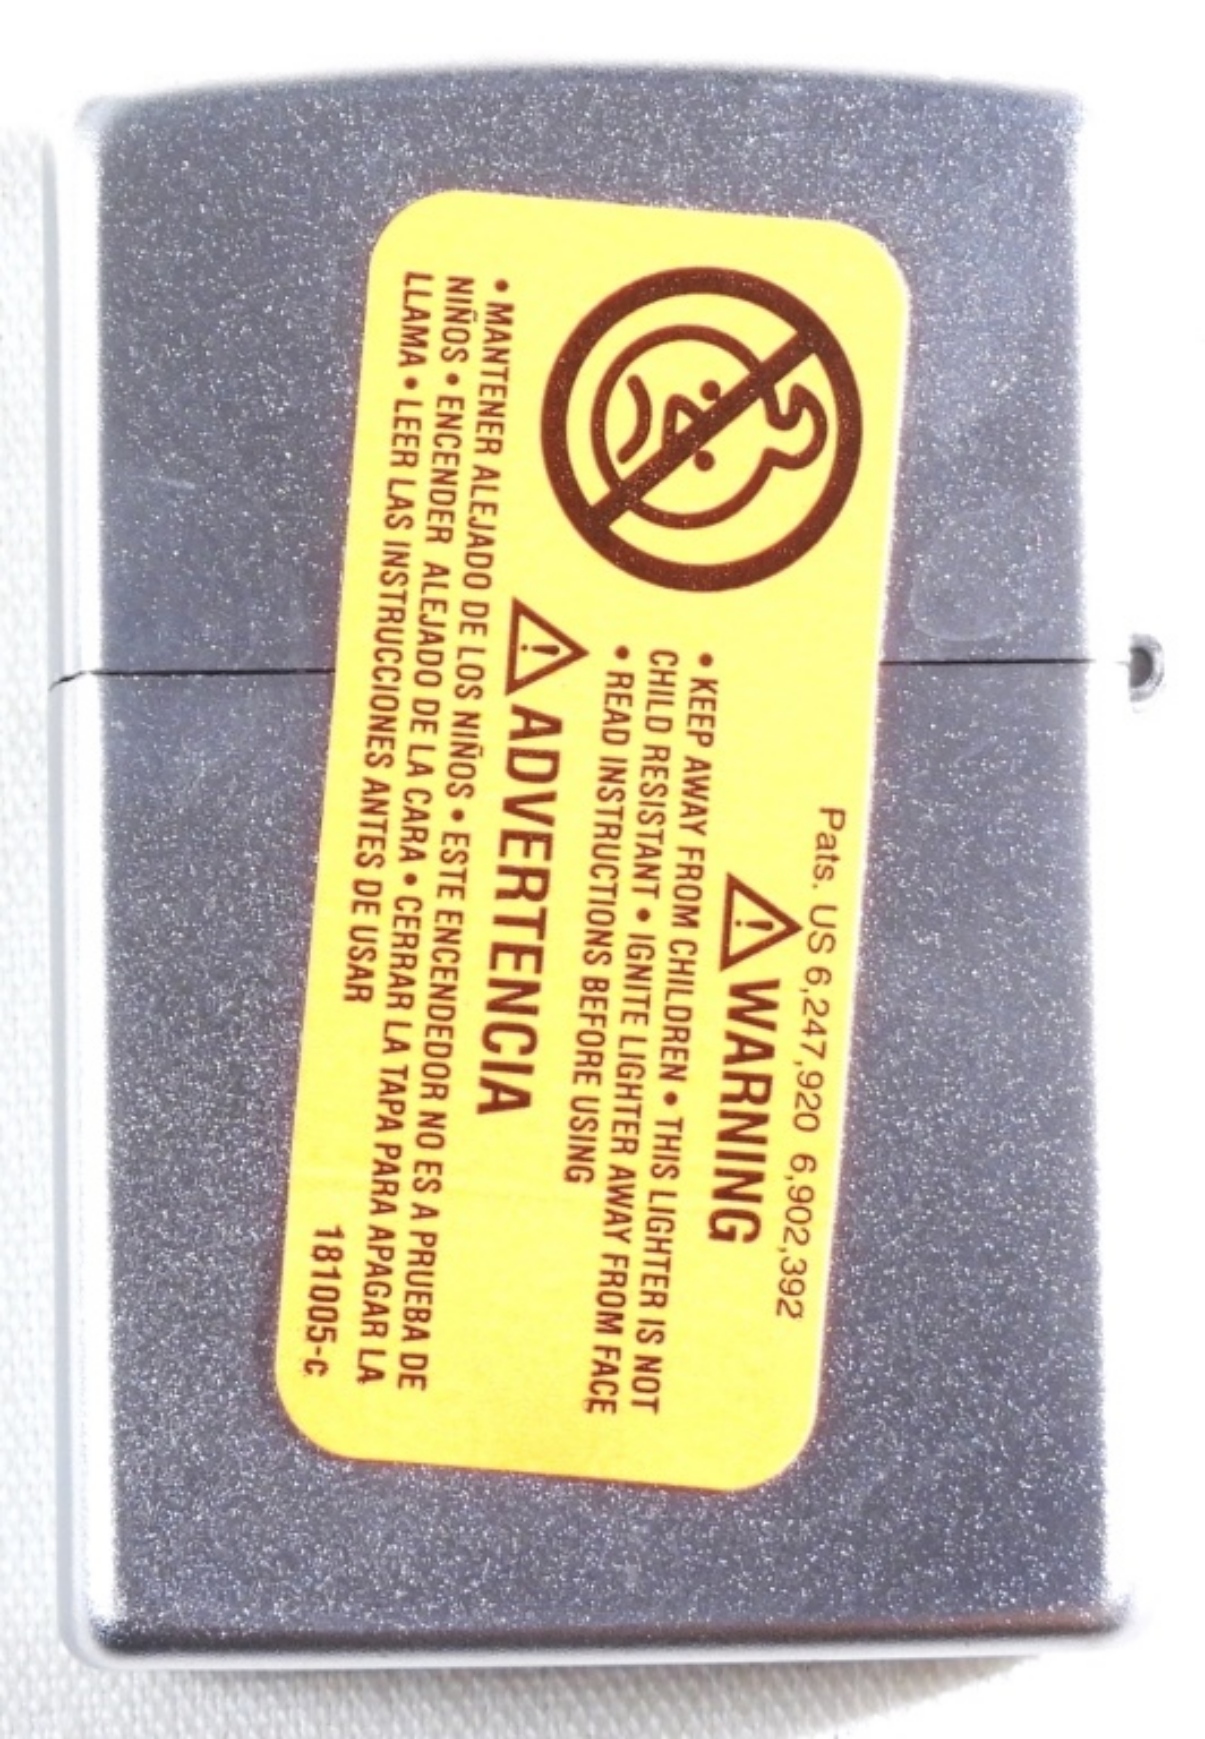 Pats. US 6,247,920 6,902,392
WARNING
• KEEP AWAY FROM CHILDREN • THIS LIGHTER IS NOT
CHILD RESISTANT • IGNITE LIGHTER AWAY FROM FACE
• READ INSTRUCTIONS BEFORE USING
ADVERTENCIA
• MANTENER ALEJADO DE LOS NIÑOS • ESTE ENCENDEDOR NO ES A PRUEBA DE
NIÑOS • ENCENDER ALEJADO DE LA CARA • CERRAR LA TAPA PARA APAGAR LA
LLAMA • LEER LAS INSTRUCCIONES ANTES DE USAR
181005-c